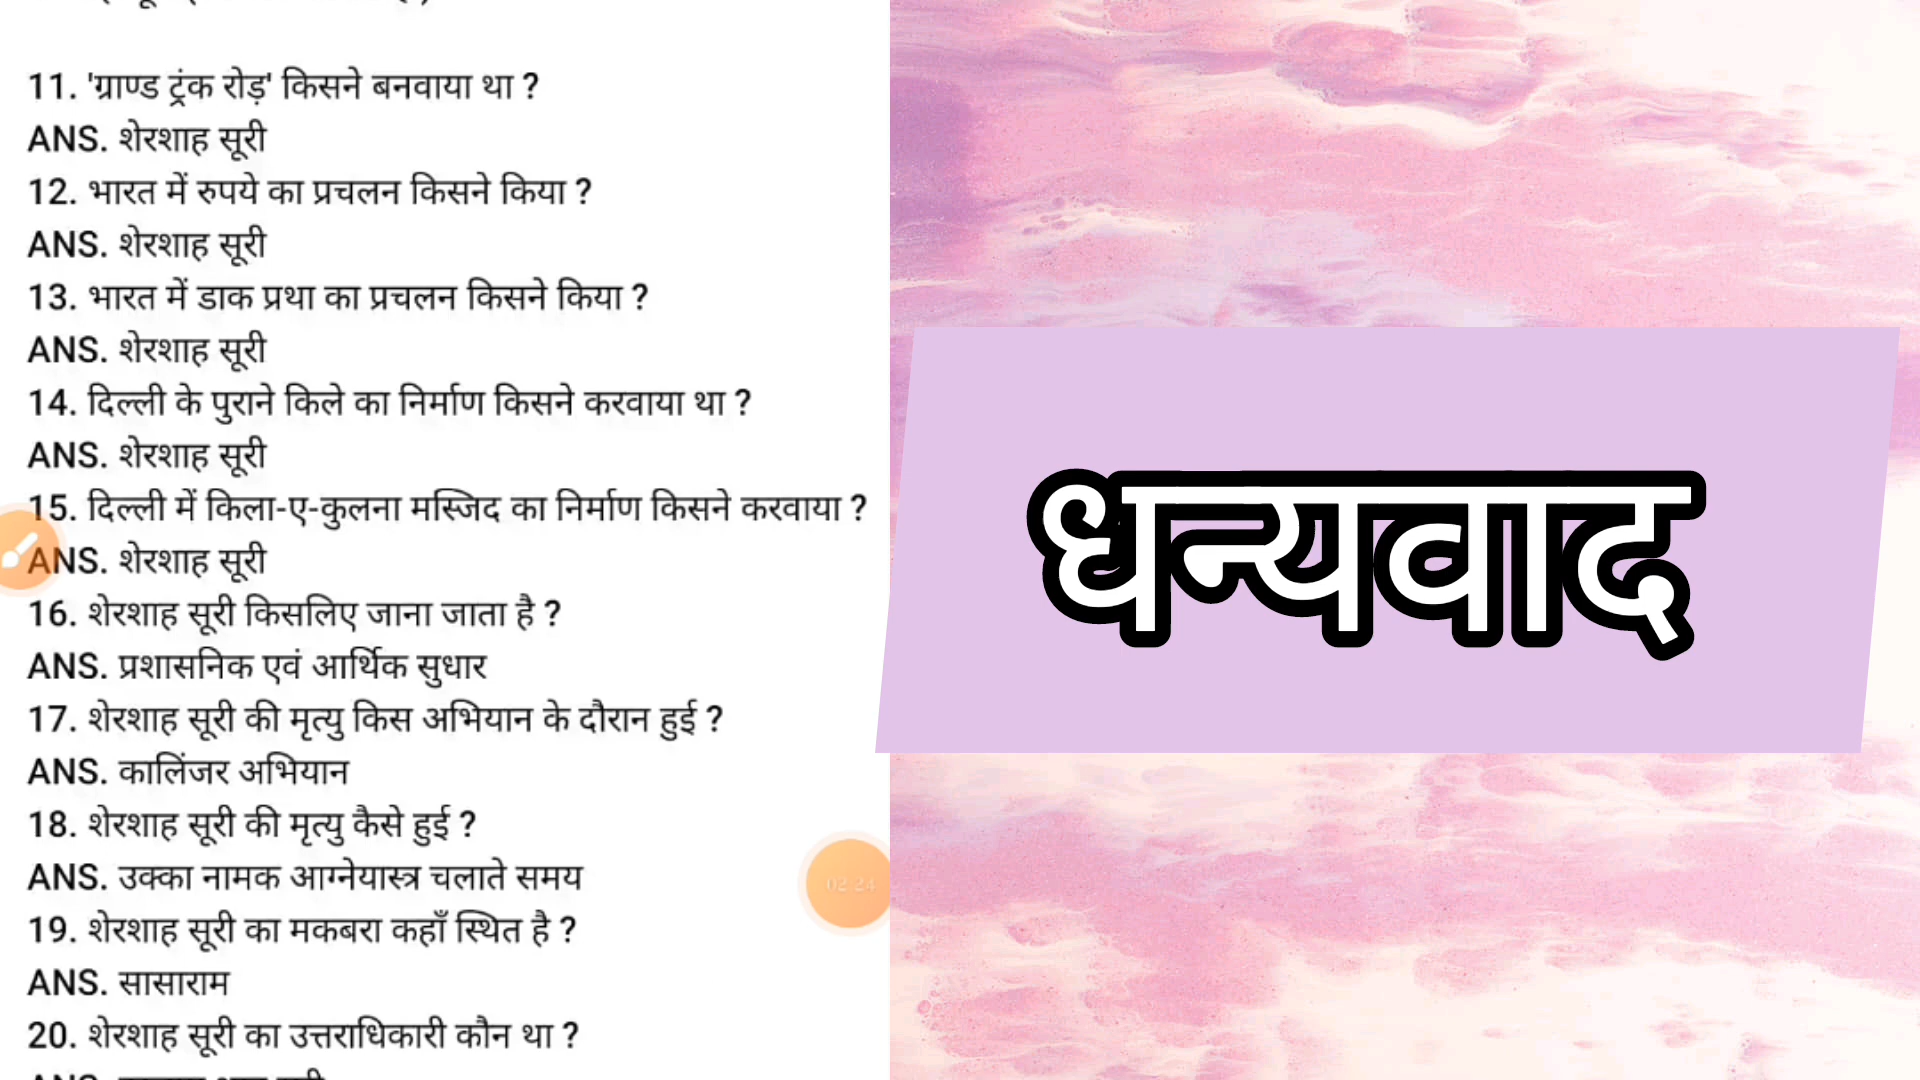 11. 'ग्राण्ड ट्रंक रोड़' किसने बनवाया था ?
ANS. शेरशाह सूरी
12. भारत में रुपये का प्रचलन किसने किया ?
ANS. शेरशाह सूरी
13. भारत में डाक प्रथा का प्रचलन किसने किया ?
ANS. शेरशाह सूरी
14. दिल्ली के पुराने किले का निर्माण किसने करवाया था ?
ANS. शेरशाह सूरी
15. दिल्ली में किला-ए-कुलना मस्जिद का निर्माण किसने करवाया ?
ANS. शेरशाह सूरी
16. शेरशाह सूरी किसलिए जाना जाता है ?
ANS. प्रशासनिक एवं आर्थिक सुधार
17. शेरशाह सूरी की मृत्यु किस अभियान के दौरान हुई ?
ANS. कालिंजर अभियान
18. शेरशाह सूरी की मृत्यु कैसे हुई ?
ANS. उक्का नामक आग्नेयास्त्र चलाते समय
02:24
19. शेरशाह सूरी का मकबरा कहाँ स्थित है ?
ANS. सासाराम
20. शेरशाह सूरी का उत्तराधिकारी कौन था ?
धन्यवाद